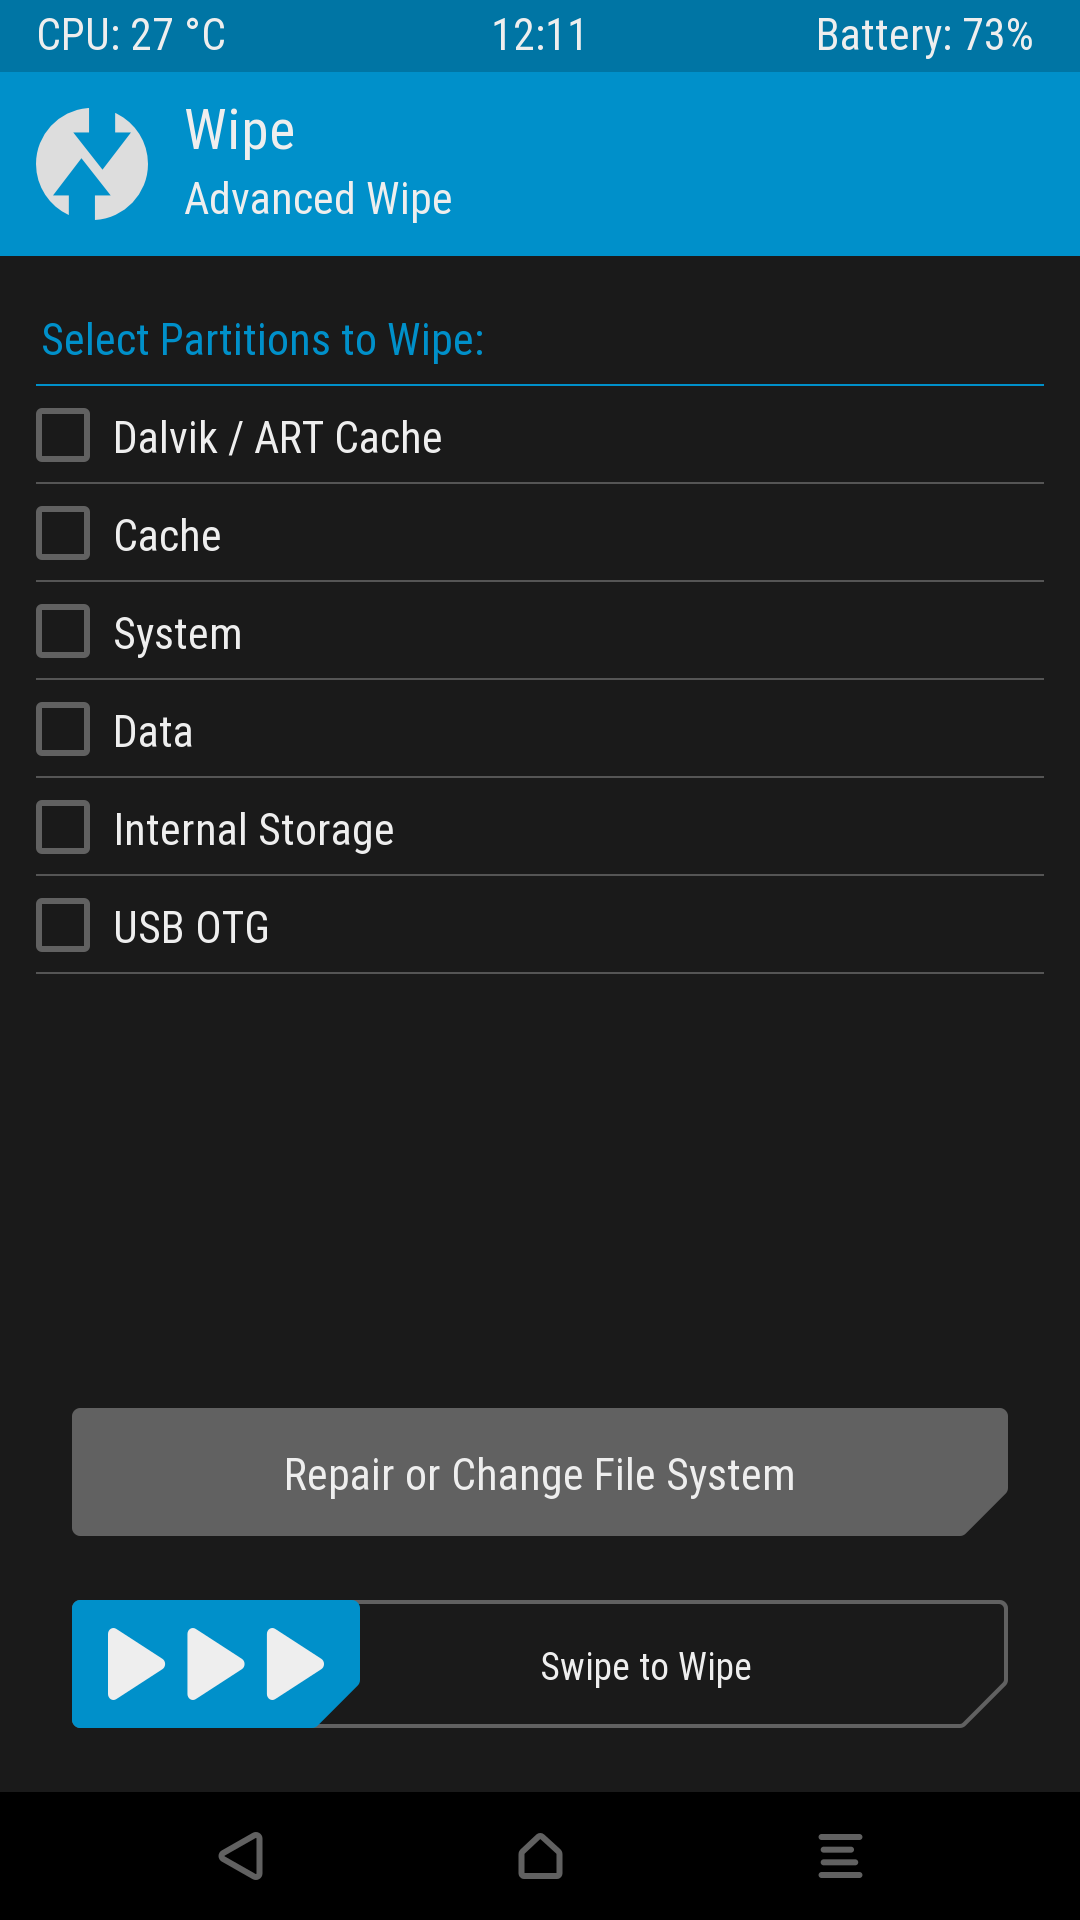 CPU: 27 °C 12:11 Battery: 73%
Wipe
Advanced Wipe
Select Partitions to Wipe:
Dalvik / ART Cache
Cache
System
Data
Internal Storage
USB OTG
Repair or Change File System
Swipe to Wipe